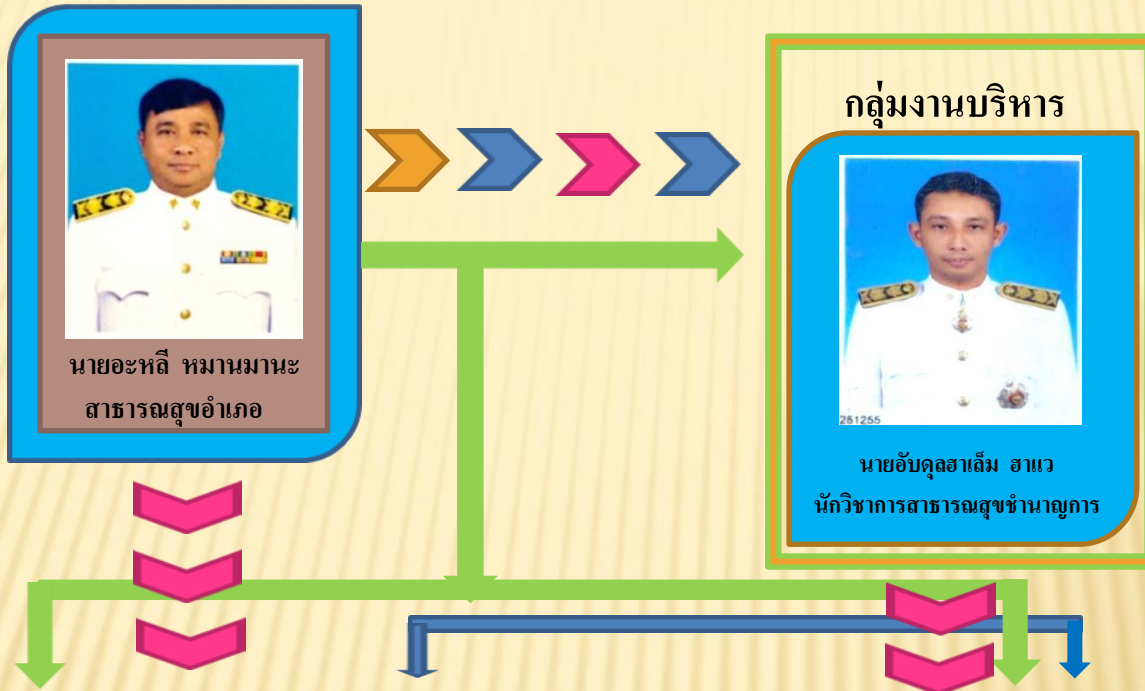 กลุ่มงานบริหาร
นายอะหลี หมานมานะ
สาธารณสุขอำเภอ
251255
นายอับดุลฮาเล็ม ฮาแว
นักวิชาการสาธารณสุขชำนาญการ